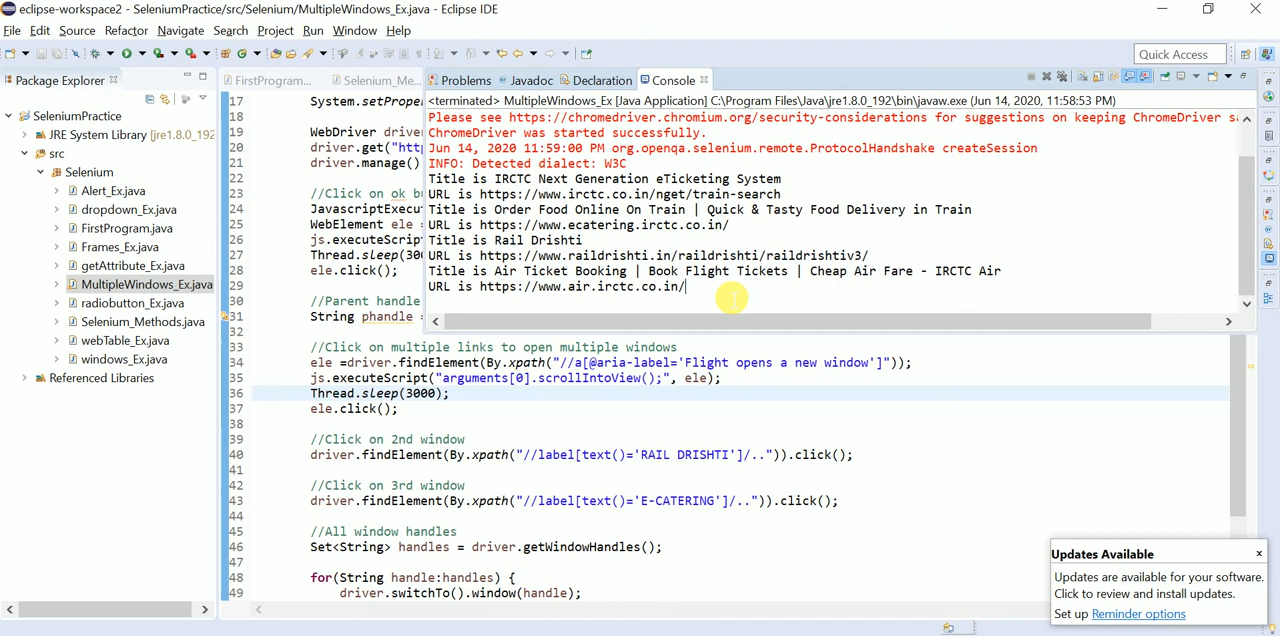 eclipse-workspace2 - SeleniumPractice/src/Selenium/MultipleWindows_Ex.java - Eclipse IDE
File Edit Source Refactor Navigate Search Project Run Window Help
Quick Access
Package Explorer
FirstProgram...
Selenium_Me...
Problems
Javadoc
Declaration
Console
SeleniumPractice
JRE System Library [jre1.8.0_192
src
Selenium
Alert_Ex.java
dropdown_Ex.java
FirstProgram.java
Frames_Ex.java
getAttribute_Ex.java
MultipleWindows_Ex.java
radiobutton_Ex.java
Selenium_Methods.java
webTable_Ex.java
windows_Ex.java
Referenced Libraries
<terminated> MultipleWindows_Ex [Java Application] C:\Program Files\Java\jre1.8.0_192\bin\javaw.exe (Jun 14, 2020, 11:58:53 PM)
Please see https://chromedriver.chromium.org/security-considerations for suggestions on keeping ChromeDriver s
ChromeDriver was started successfully.
Jun 14, 2020 11:59:00 PM org.openqa.selenium.remote.ProtocolHandshake createSession
INFO: Detected dialect: W3C
Title is IRCTC Next Generation eTicketing System
URL is https://www.irctc.co.in/nget/train-search
Title is Order Food Online On Train | Quick & Tasty Food Delivery in Train
URL is https://www.ecatering.irctc.co.in/
Title is Rail Drishti
URL is https://www.raildrishti.in/raildrishti/raildrishtiv3/
Title is Air Ticket Booking | Book Flight Tickets | Cheap Air Fare - IRCTC Air
URL is https://www.air.irctc.co.in/
17 System.setProper
18
19 WebDriver drive
20 driver.get("htt
21 driver.manage()
22
23 //Click on ok bu
24 JavascriptExecut
25 WebElement ele =
26 js.executeScrip
27 Thread.sleep(300
28 ele.click();
29
30 //Parent handle
31 String phandle =
32
33 //Click on multiple links to open multiple windows
34 ele =driver.findElement(By.xpath("//a[@aria-label='Flight opens a new window']"));
35 js.executeScript("arguments[0].scrollIntoView();", ele);
36 Thread.sleep(3000);
37 ele.click();
38
39 //Click on 2nd window
40 driver.findElement(By.xpath("//label[text()='RAIL DRISHTI']/..")).click();
41
42 //Click on 3rd window
43 driver.findElement(By.xpath("//label[text()='E-CATERING']/..")).click();
44
45 //All window handles
46 Set<String> handles = driver.getWindowHandles();
47
48 for(String handle:handles) {
49 driver.switchTo().window(handle);
Updates Available
Updates are available for your software.
Click to review and install updates.
Set up Reminder options